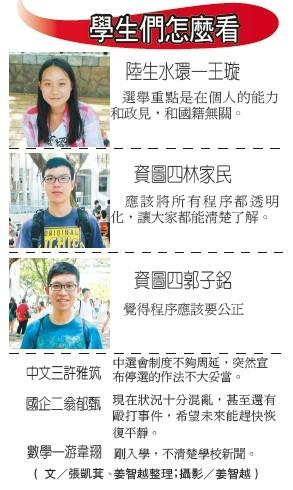 學生們怎麼看
陸生水環一王璇
選舉重點是在個人的能力
和政見，和國籍無關。
資圖四林家民
應該將所有程序都透明
化，讓大家都能清楚了解。
資圖四郭子銘
覺得程序應該要公正
中文三許雅筑
中選會制度不夠周延，突然宣
布停選的作法不大妥當。
國企二翁郁甄
現在狀況十分混亂，甚至還有
毆打事件，希望未來能趕快恢
復平靜。
數學一游韋翔
剛入學，不清楚學校新聞。
（文／張凱萁、姜智越整理；攝影／姜智越）